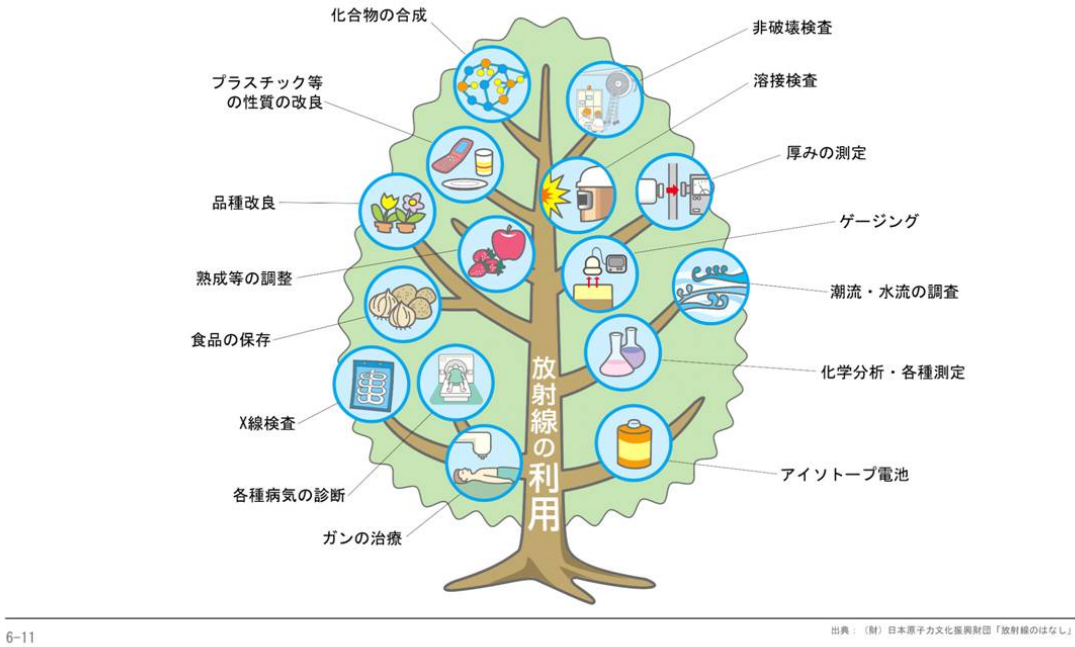 化合物の合成
プラスチック等
の性質の改良
品種改良
熟成等の調整
食品の保存
X線検査
各種病気の診断
ガンの治療
放射線の利用
非破壊検査
溶接検査
厚みの測定
ゲージング
潮流・水流の調査
化学分析・各種測定
アイソトープ電池
6-11
出典：（財）日本原子力文化振興財団「放射線のはなし」